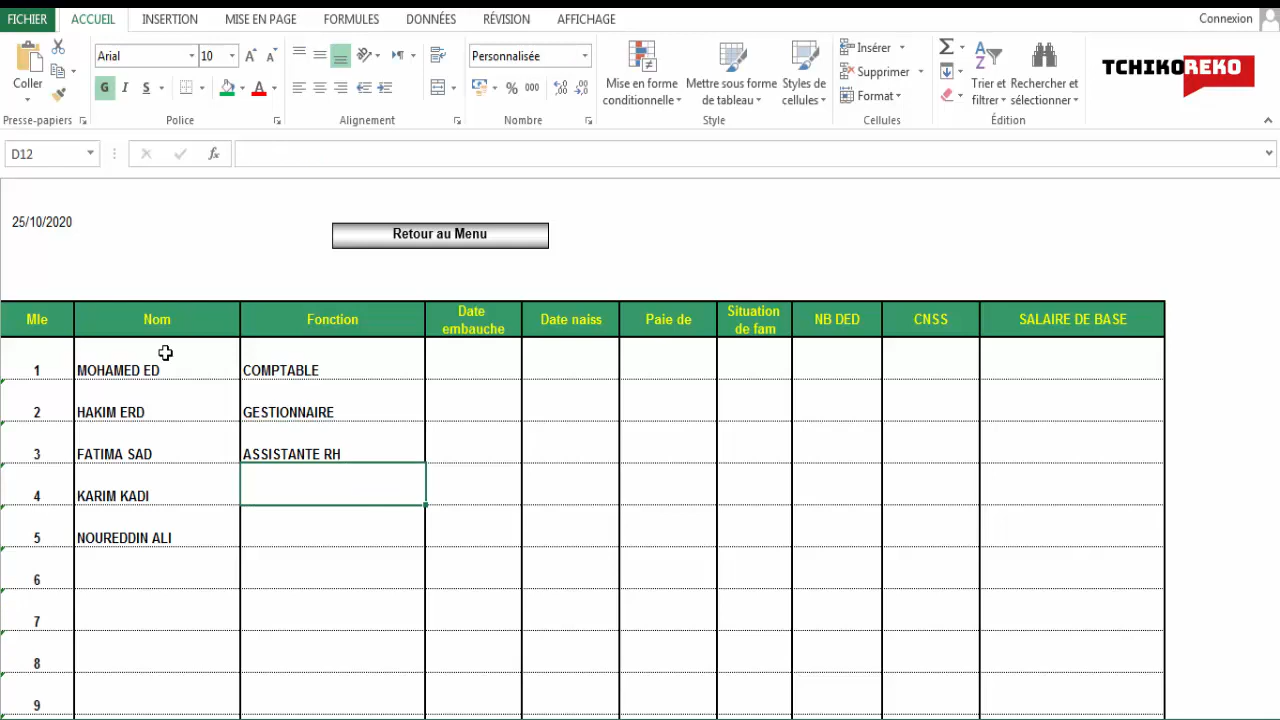 FICHIER ACCUEIL INSERTION MISE EN PAGE FORMULES DONNÉES RÉVISION AFFICHAGE Connexion
Coller
Presse-papiers
Arial 10
G I S A
Police
Alignement
Personnalisée
% 000
Nombre
Mise en forme conditionnelle
Mettre sous forme de tableau
Styles de cellules
Style
Insérer
Supprimer
Format
Cellules
Trier et filtrer
Rechercher et sélectionner
Édition
TCHIKOREKO
D12 fx
25/10/2020
Retour au Menu
Mle Nom Fonction Date embauche Date naiss Paie de Situation de fam NB DED CNSS SALAIRE DE BASE
1 MOHAMED ED COMPTABLE
2 HAKIM ERD GESTIONNAIRE
3 FATIMA SAD ASSISTANTE RH
4 KARIM KADI
5 NOUREDDIN ALI
6
7
8
9